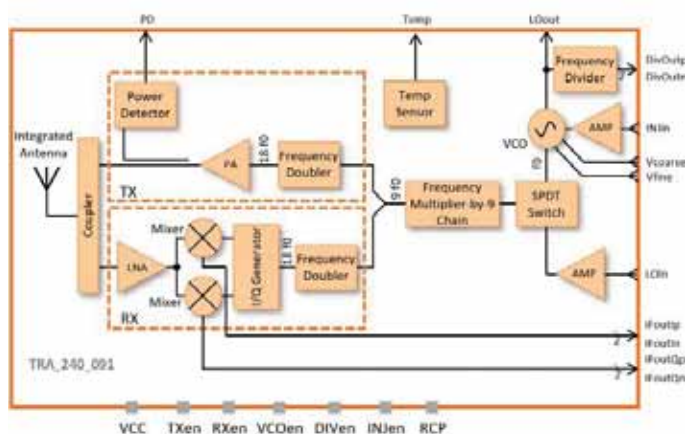 PD
Temp
LOout
Power
Detector
Temp
Sensor
Frequency
Divider
DivOutp
DivOutn
2
Integrated
Antenna
VCO
AMP
INJin
Vcoarse
Vfine
PA
18 f0
Frequency
Doubler
TX
f0
Coupler
9 f0
Frequency
Multiplier-by-9
Chain
SPDT
Switch
Mixer
LNA
I/Q Generator
18 f0
Frequency
Doubler
AMP
LOin
Mixer
RX
IFoutIp
2
IFoutIn
TRA_240_091
IFoutQp
2
IFoutQn
VCC
TXen
RXen
VCOen
DIVen
INJen
RCP